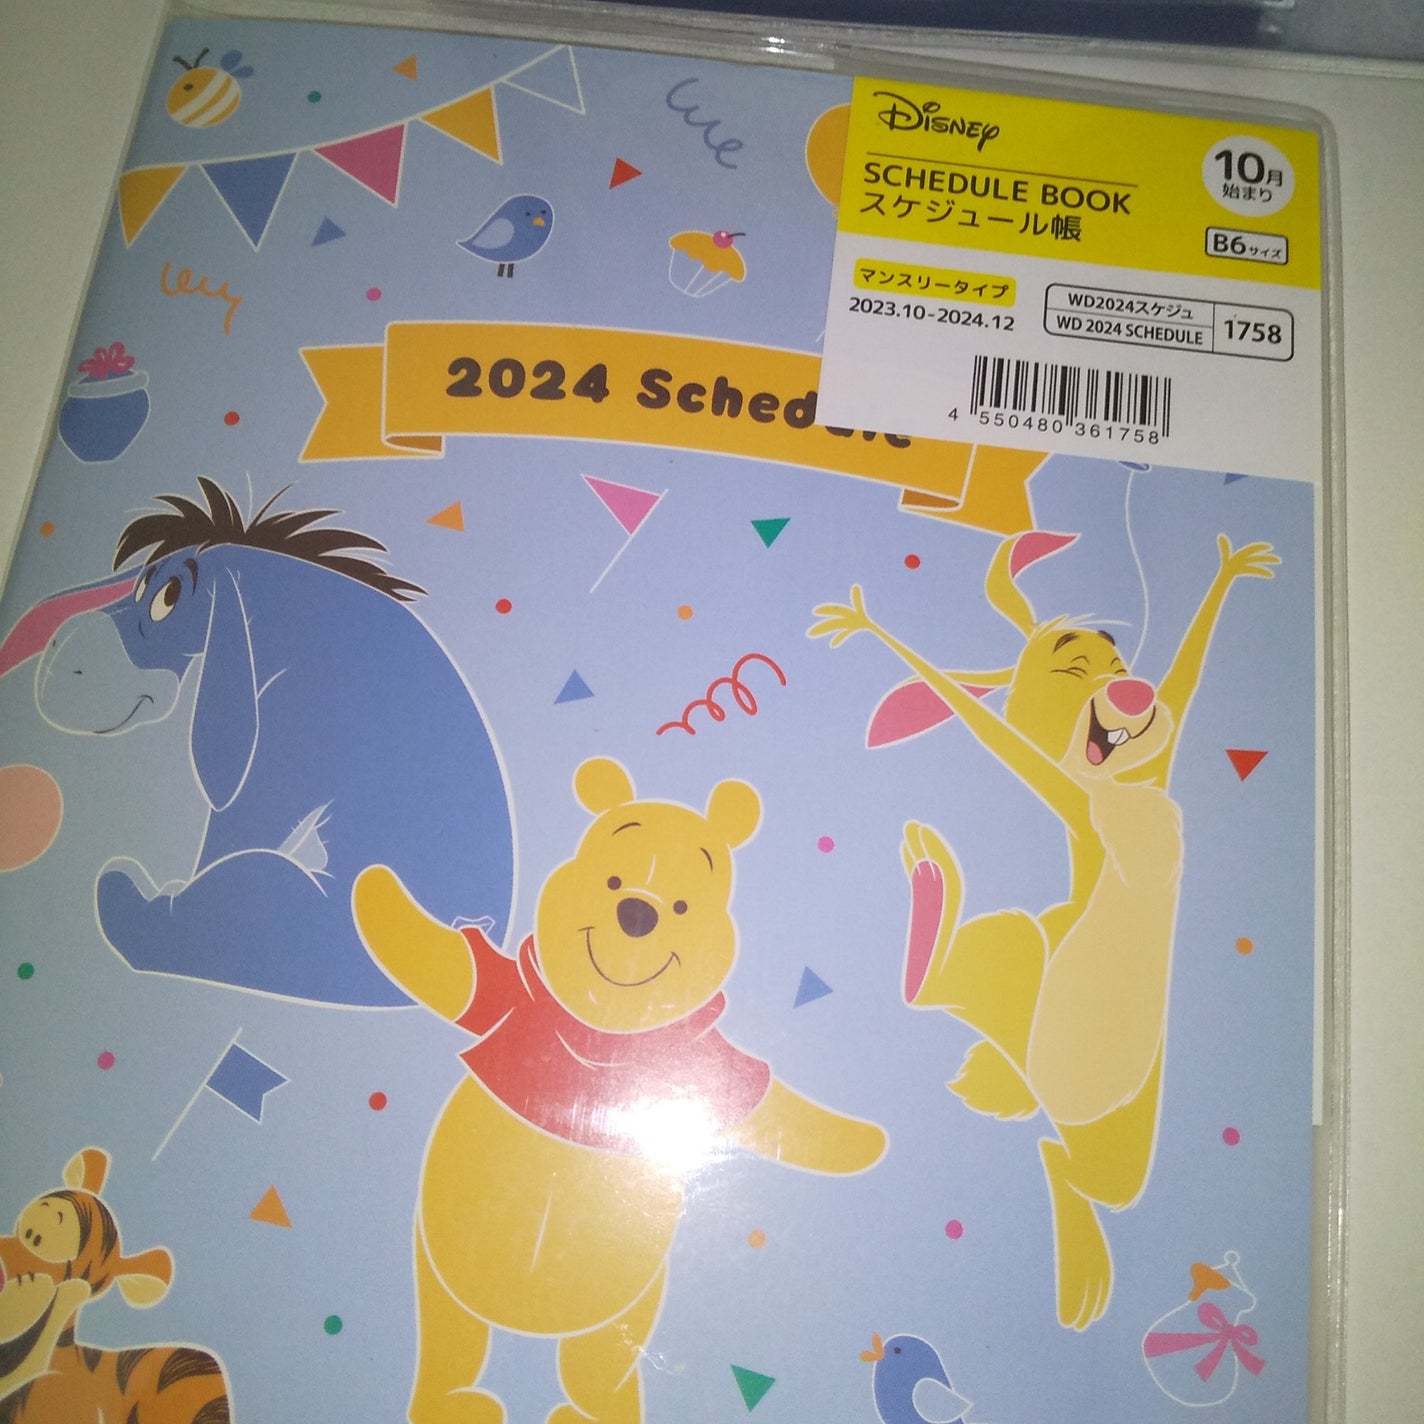 Disney
SCHEDULE BOOK
スケジュール帳
10月
始まり
B6サイズ
マンスリータイプ
2023.10-2024.12
WD2024スケジュ
WD 2024 SCHEDULE
1758
4 550480 361758
2024 Schedule